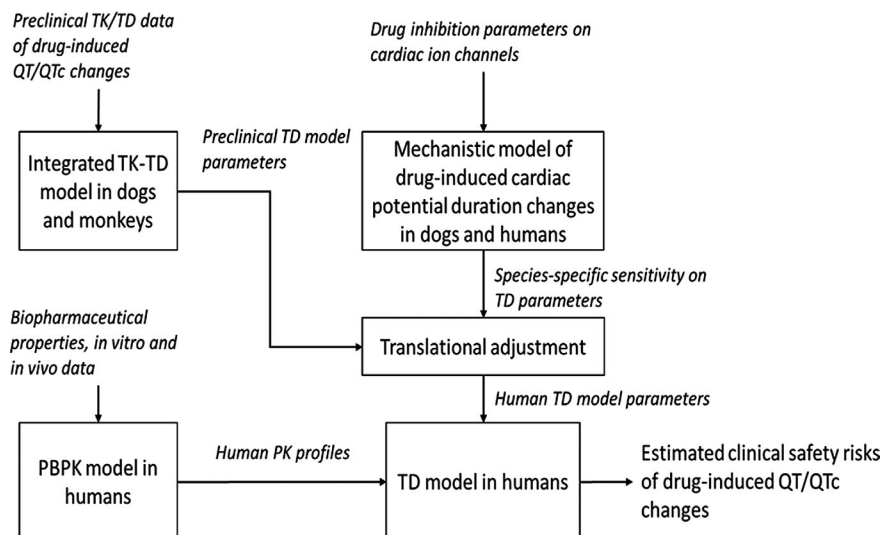 Preclinical TK/TD data
of drug-induced
QT/QTc changes
Drug inhibition parameters on
cardiac ion channels
Integrated TK-TD
model in dogs
and monkeys
Preclinical TD model
parameters
Mechanistic model of
drug-induced cardiac
potential duration changes
in dogs and humans
Species-specific sensitivity on
TD parameters
Biopharmaceutical
properties, in vitro and
in vivo data
Translational adjustment
Human TD model parameters
PBPK model in
humans
Human PK profiles
TD model in humans
Estimated clinical safety risks
of drug-induced QT/QTc
changes